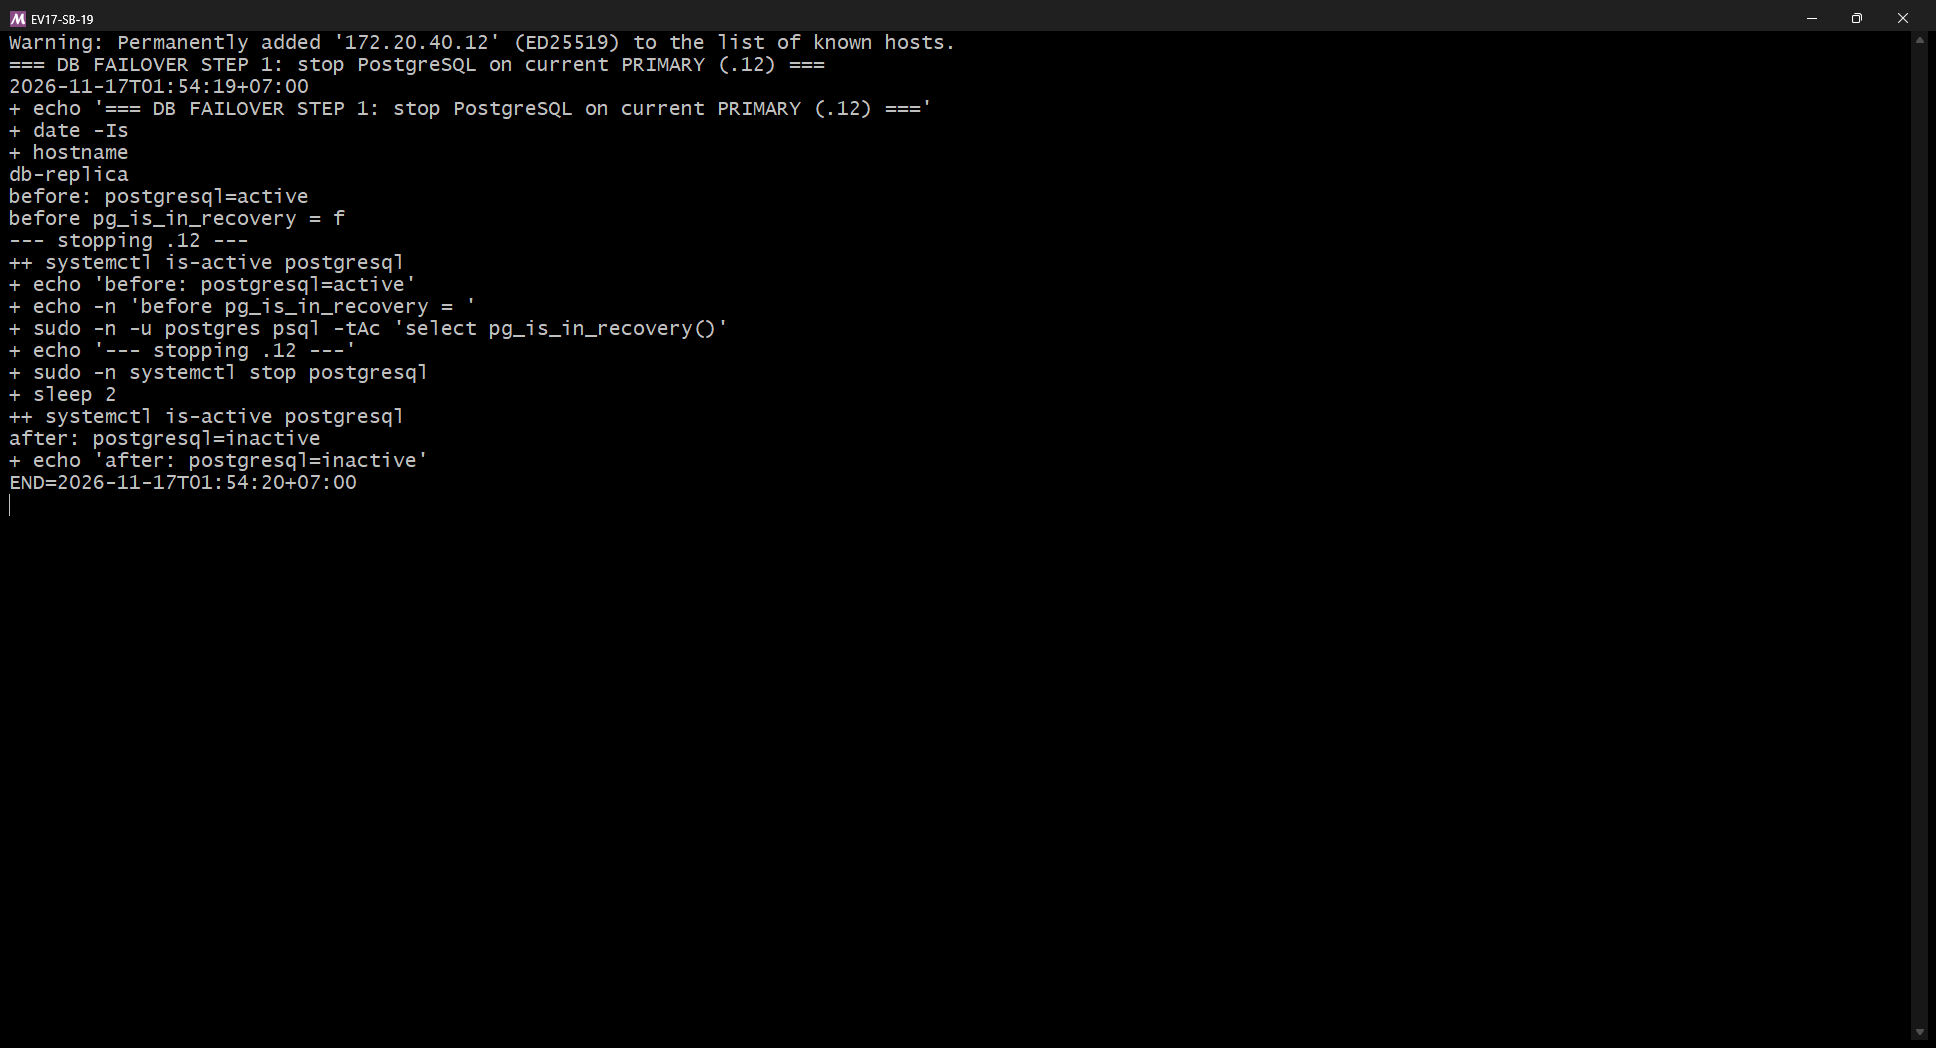 EV17-SB-19
Warning: Permanently added '172.20.40.12' (ED25519) to the list of known hosts.
=== DB FAILOVER STEP 1: stop PostgreSQL on current PRIMARY (.12) ===
2026-11-17T01:54:19+07:00
+ echo '=== DB FAILOVER STEP 1: stop PostgreSQL on current PRIMARY (.12) ==='
+ date -Is
+ hostname
db-replica
before: postgresql=active
before pg_is_in_recovery = f
--- stopping .12 ---
++ systemctl is-active postgresql
+ echo 'before: postgresql=active'
+ echo -n 'before pg_is_in_recovery = '
+ sudo -n -u postgres psql -tAc 'select pg_is_in_recovery()'
+ echo '--- stopping .12 ---'
+ sudo -n systemctl stop postgresql
+ sleep 2
++ systemctl is-active postgresql
after: postgresql=inactive
+ echo 'after: postgresql=inactive'
END=2026-11-17T01:54:20+07:00